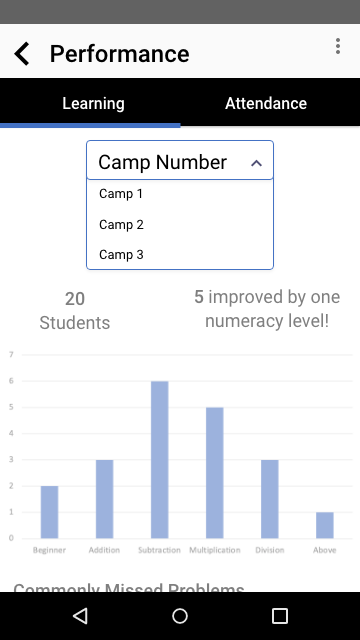 Performance
Learning Attendance
Camp Number
Camp 1
Camp 2
Camp 3
20
Students
5 improved by one
numeracy level!
7
6
5
4
3
2
1
0
Beginner Addition Subtraction Multiplication Division Above
Commonly Missed Problems